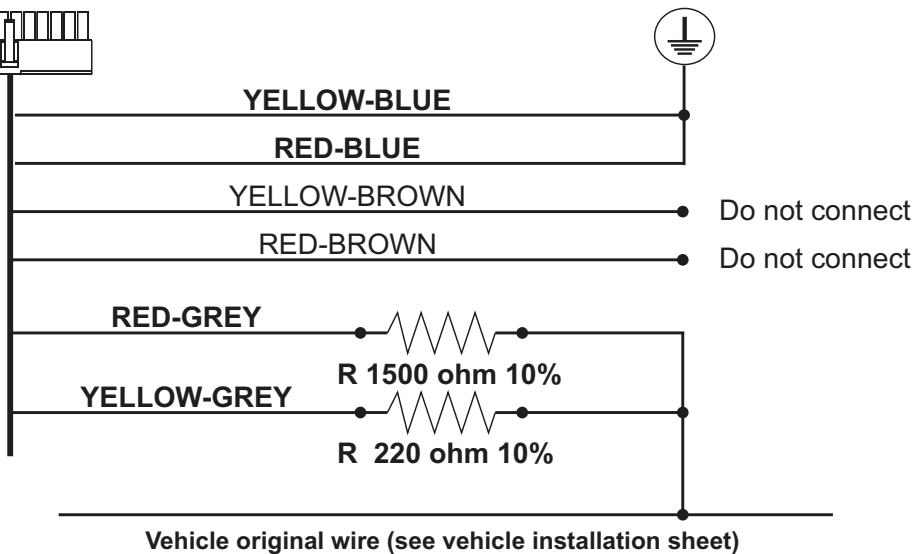 YELLOW-BLUE
RED-BLUE
YELLOW-BROWN
Do not connect
RED-BROWN
Do not connect
RED-GREY
R 1500 ohm 10%
YELLOW-GREY
R 220 ohm 10%
Vehicle original wire (see vehicle installation sheet)